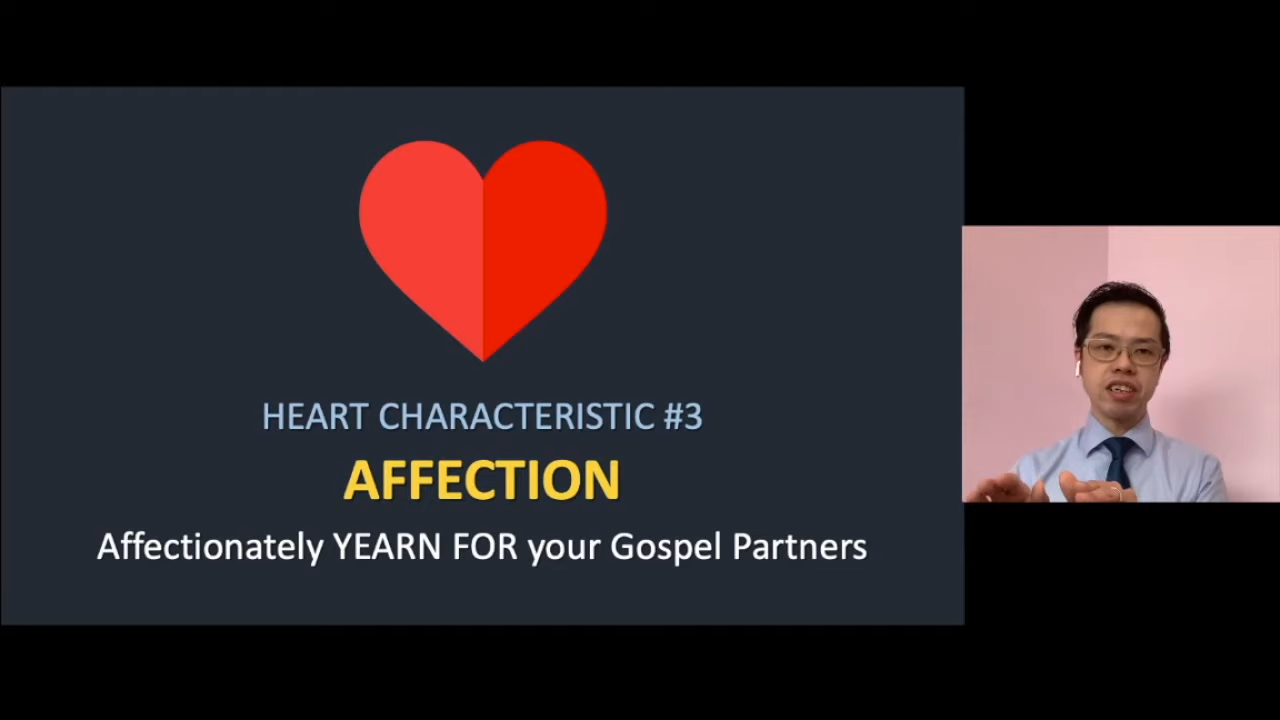 HEART CHARACTERISTIC #3
AFFECTION
Affectionately YEARN FOR your Gospel Partners